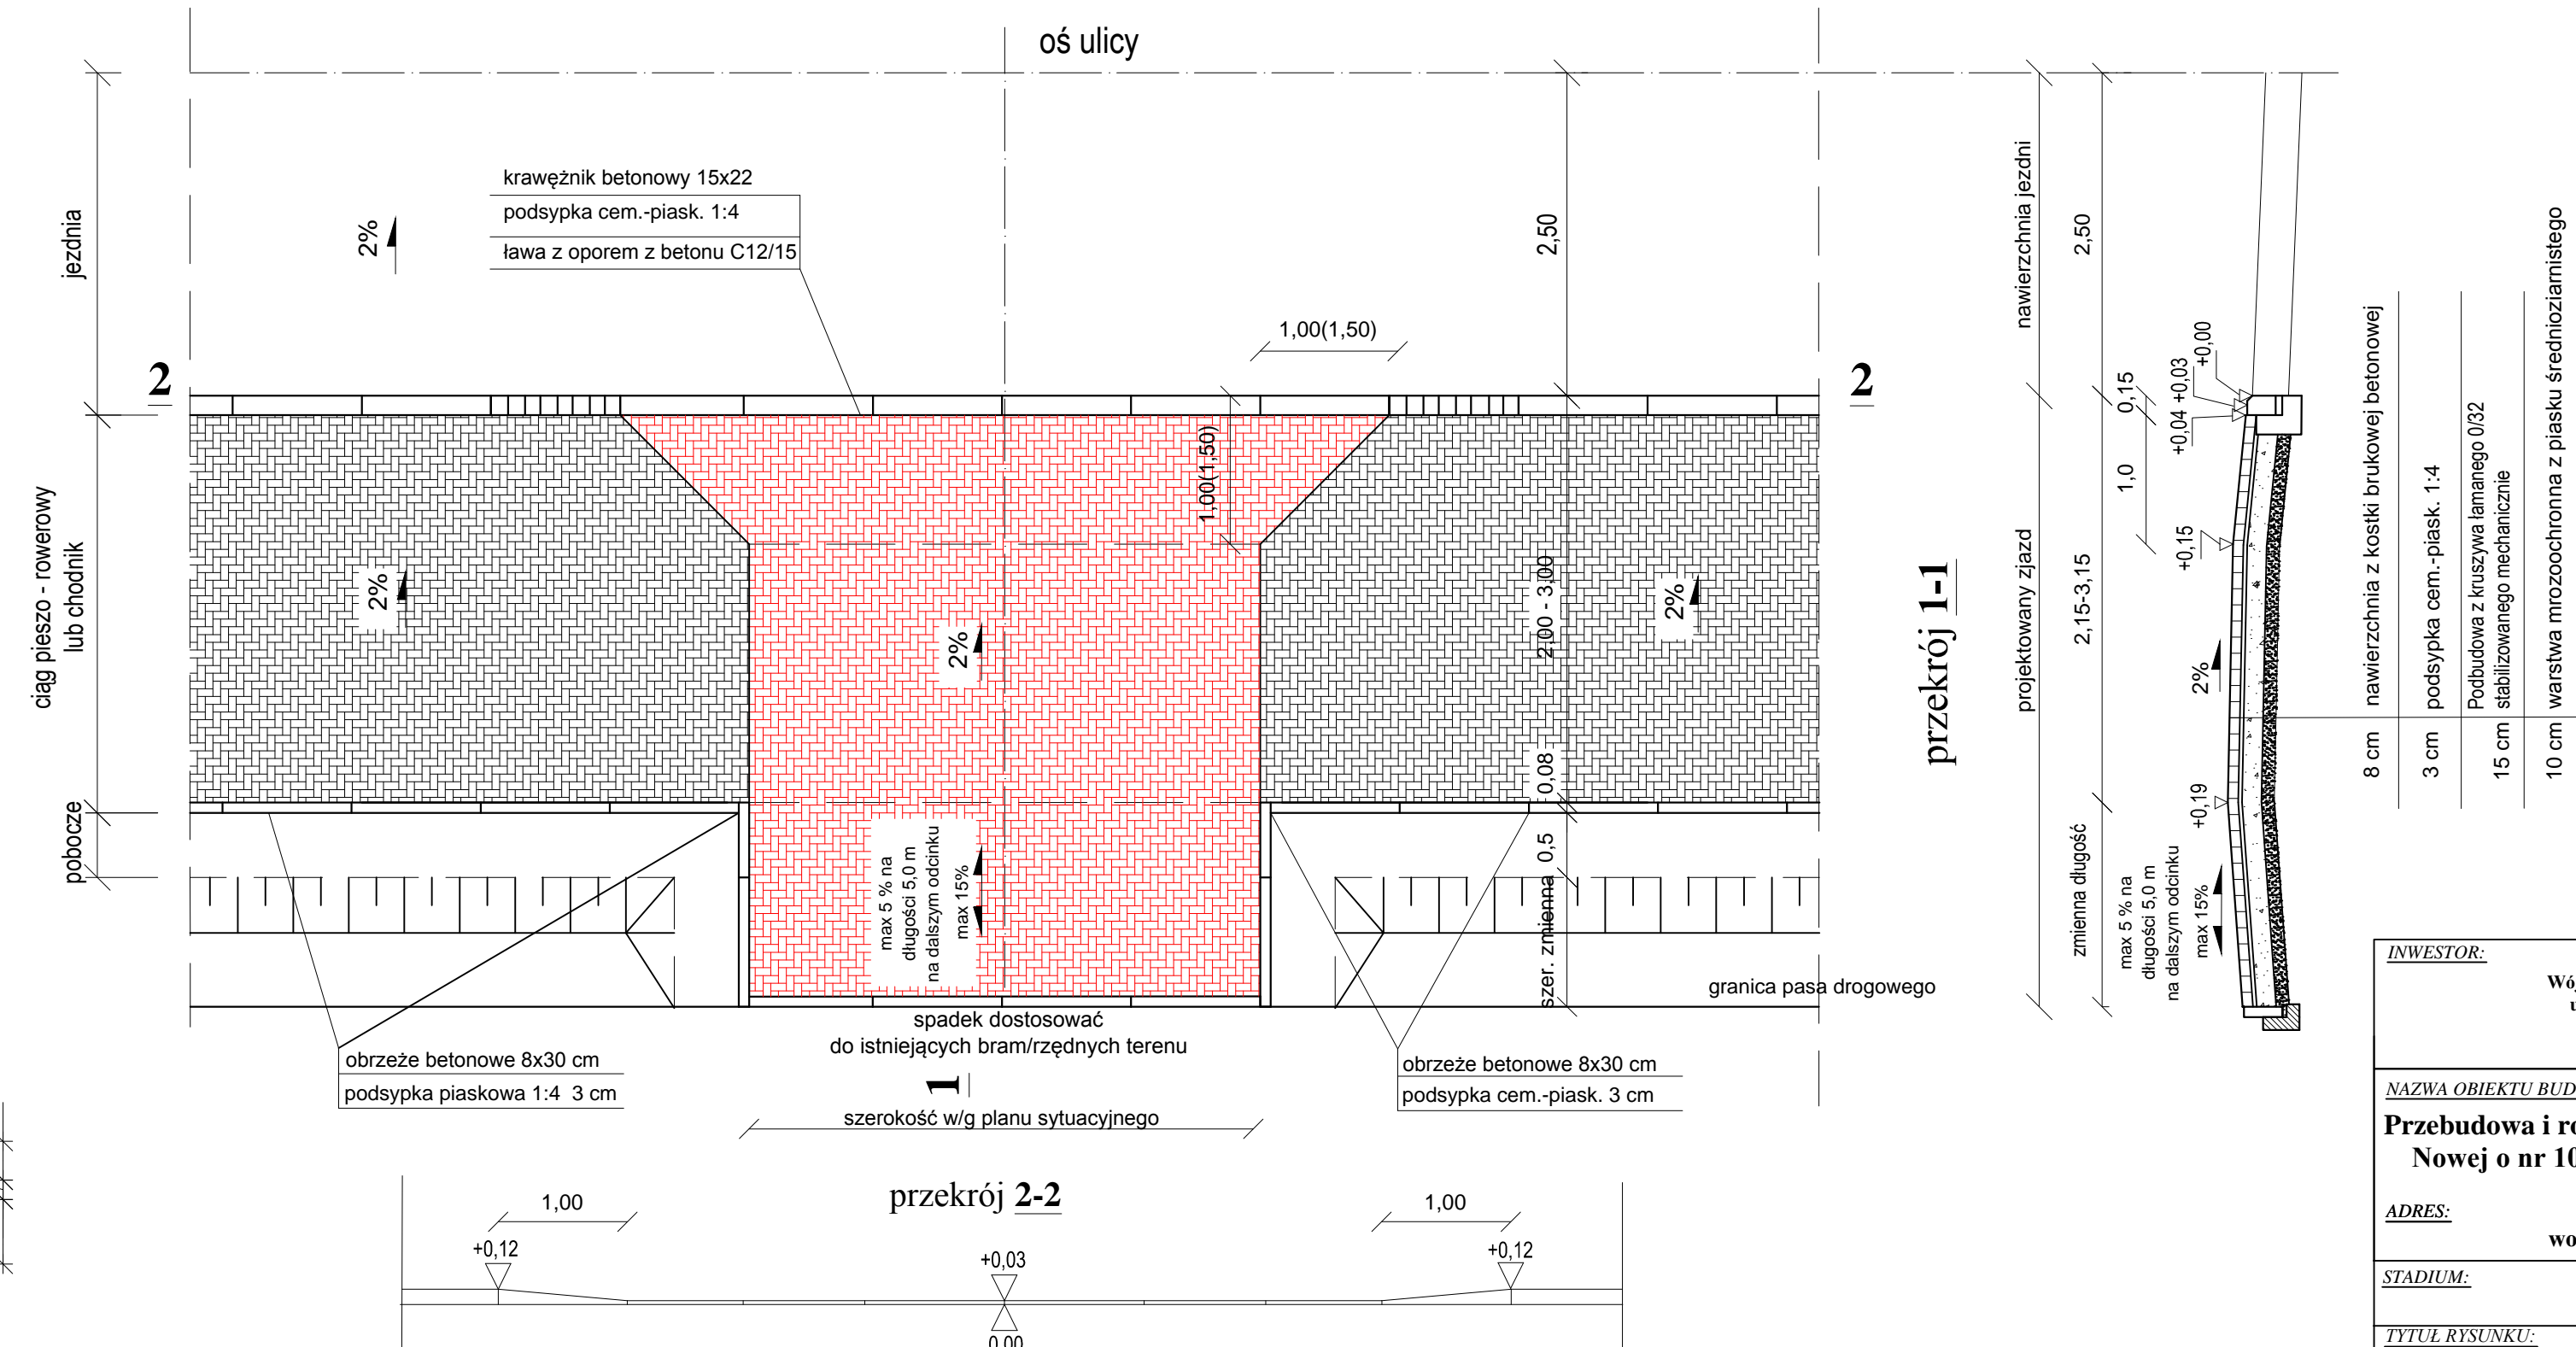 oś ulicy
jezdnia
2%
krawężnik betonowy 15x22
podsypka cem.-piask. 1:4
ława z oporem z betonu C12/15
2,50
1,00(1,50)
2
2
1,00(1,50)
ciąg pieszo - rowerowy
lub chodnik
2%
2%
2%
2,00 - 3,00
0,08
pobocze
0,5
szer. zmienna
max 5 % na
długości 5,0 m
na dalszym odcinku
max 15%
granica pasa drogowego
spadek dostosować
do istniejących bram/rzędnych terenu
obrzeże betonowe 8x30 cm
podsypka piaskowa 1:4 3 cm
obrzeże betonowe 8x30 cm
podsypka cem.-piask. 3 cm
1
szerokość w/g planu sytuacyjnego
przekrój 2-2
1,00
1,00
+0,12
+0,03
+0,12
0,00
przekrój 1-1
nawierzchnia jezdni
projektowany zjazd
2,50
2,15-3,15
zmienna długość
0,15
1,0
+0,00
+0,03
+0,04
+0,15
2%
+0,19
max 5 % na
długości 5,0 m
na dalszym odcinku
max 15%
8 cm nawierzchnia z kostki brukowej betonowej
3 cm podsypka cem.-piask. 1:4
Podbudowa z kruszywa łamanego 0/32
15 cm stabilizowanego mechanicznie
10 cm warstwa mrozoochronna z piasku średnioziarnistego
INWESTOR:
Wój
u
NAZWA OBIEKTU BUD
Przebudowa i ro
Nowej o nr 10
ADRES:
wo
STADIUM:
TYTUŁ RYSUNKU: